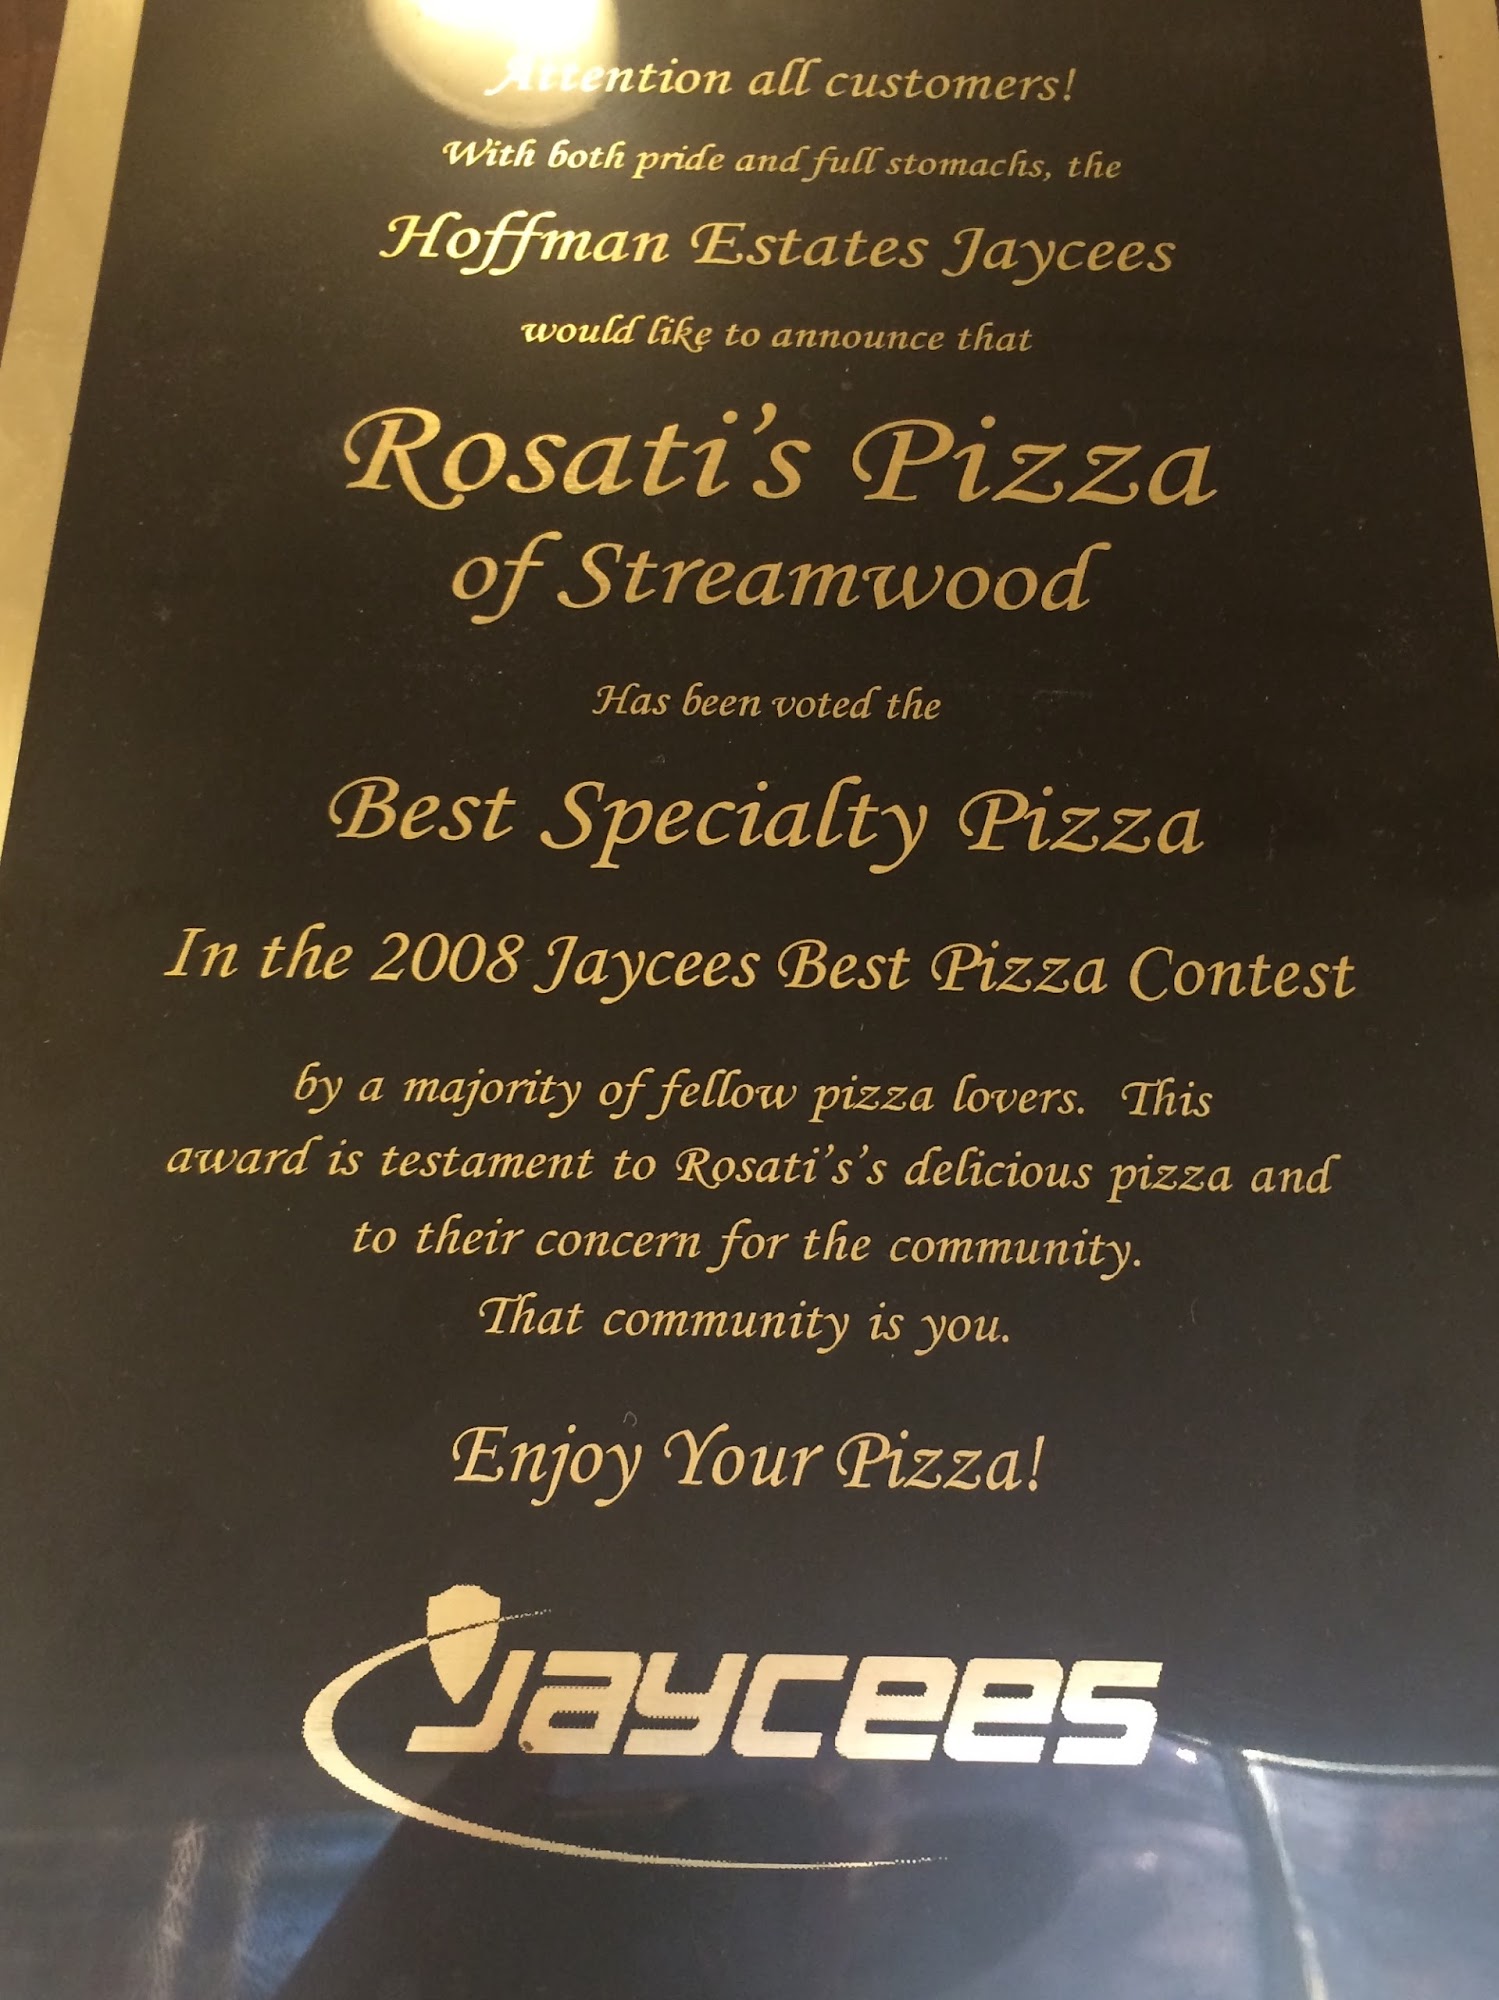 Attention all customers!
With both pride and full stomachs, the
Hoffman Estates Jaycees
would like to announce that
Rosati's Pizza
of Streamwood
Has been voted the
Best Specialty Pizza
In the 2008 Jaycees Best Pizza Contest
by a majority of fellow pizza lovers. This
award is testament to Rosati's's delicious pizza and
to their concern for the community.
That community is you.
Enjoy Your Pizza!
Jaycees